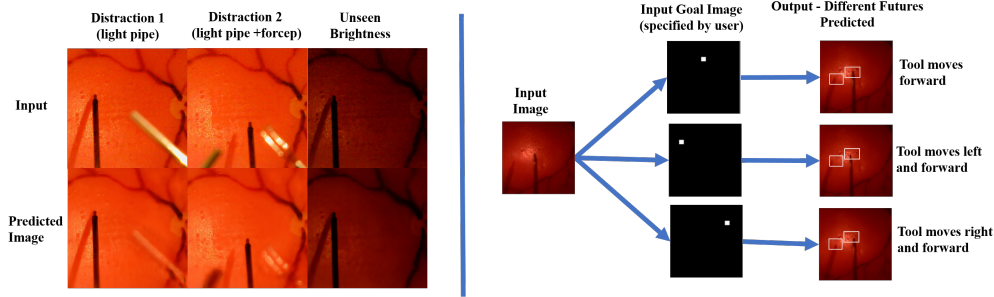 Distraction 1
(light pipe)
Distraction 2
(light pipe +forcep)
Unseen
Brightness
Input
Predicted
Image
Input Goal Image
(specified by user)
Output - Different Futures
Predicted
Input
Image
Tool moves
forward
Tool moves left
and forward
Tool moves right
and forward